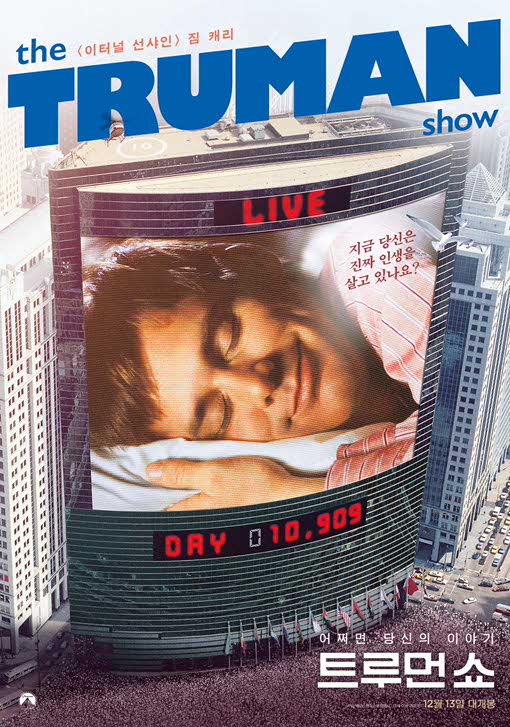 the 〈이터널 선샤인〉 짐 캐리
TRUMAN
show
10
LIVE
지금 당신은
진짜 인생을
살고 있나요?
DAY 010,909
어쩌면 당신의 이야기
트루먼 쇼
12월 13일 대개봉